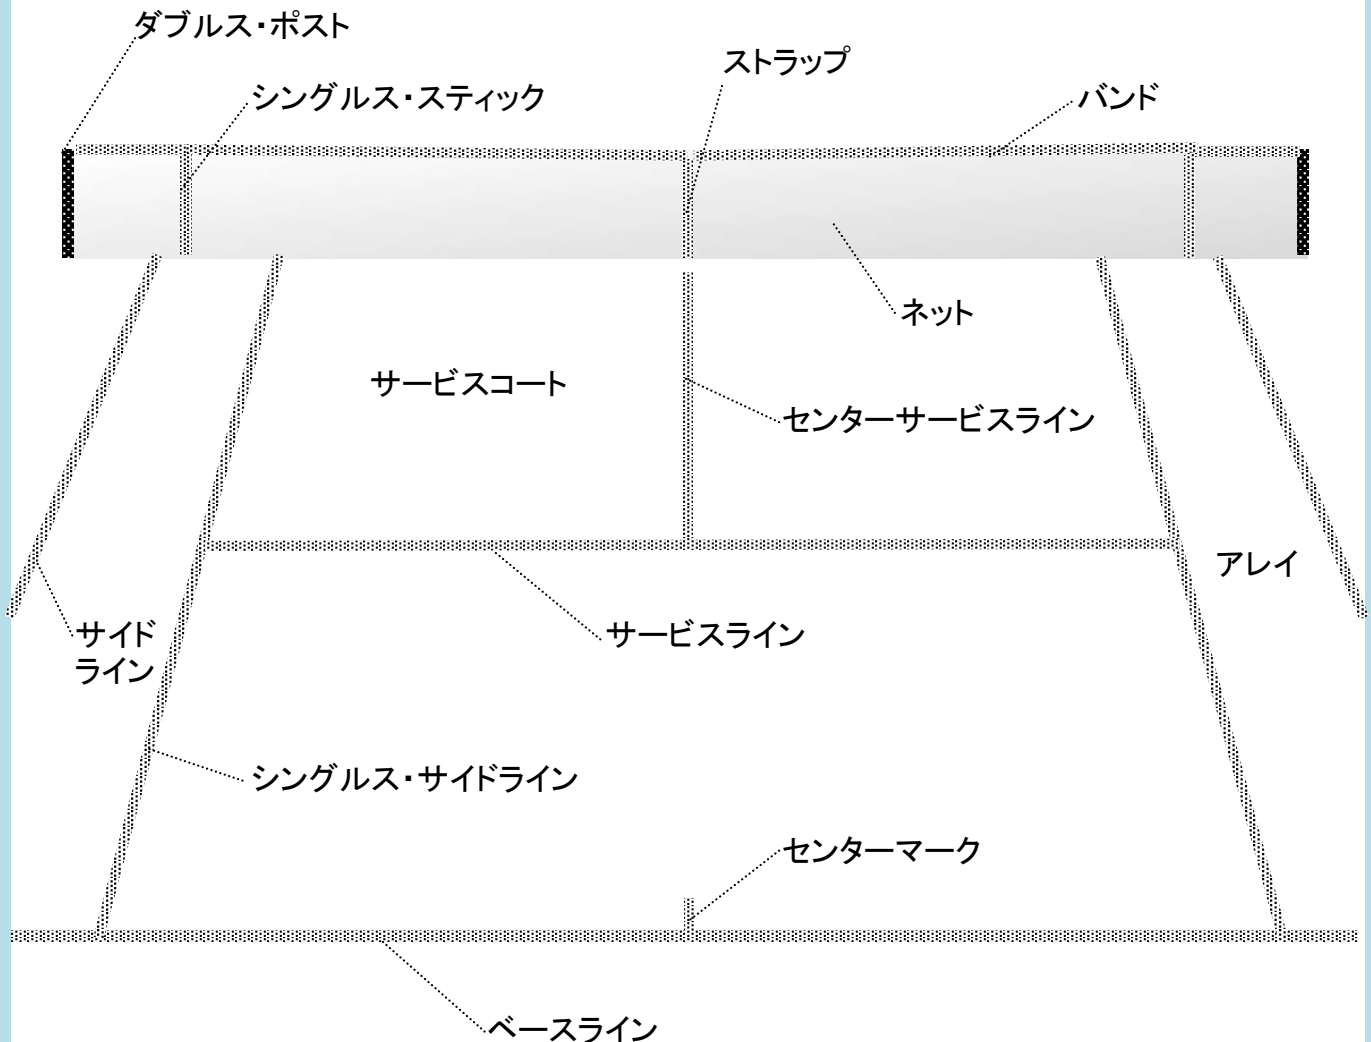 ダブルス・ポスト
ストラップ
シングルス・スティック
バンド
ネット
サービスコート
センターサービスライン
アレイ
サイド
ライン
サービスライン
シングルス・サイドライン
センターマーク
ベースライン